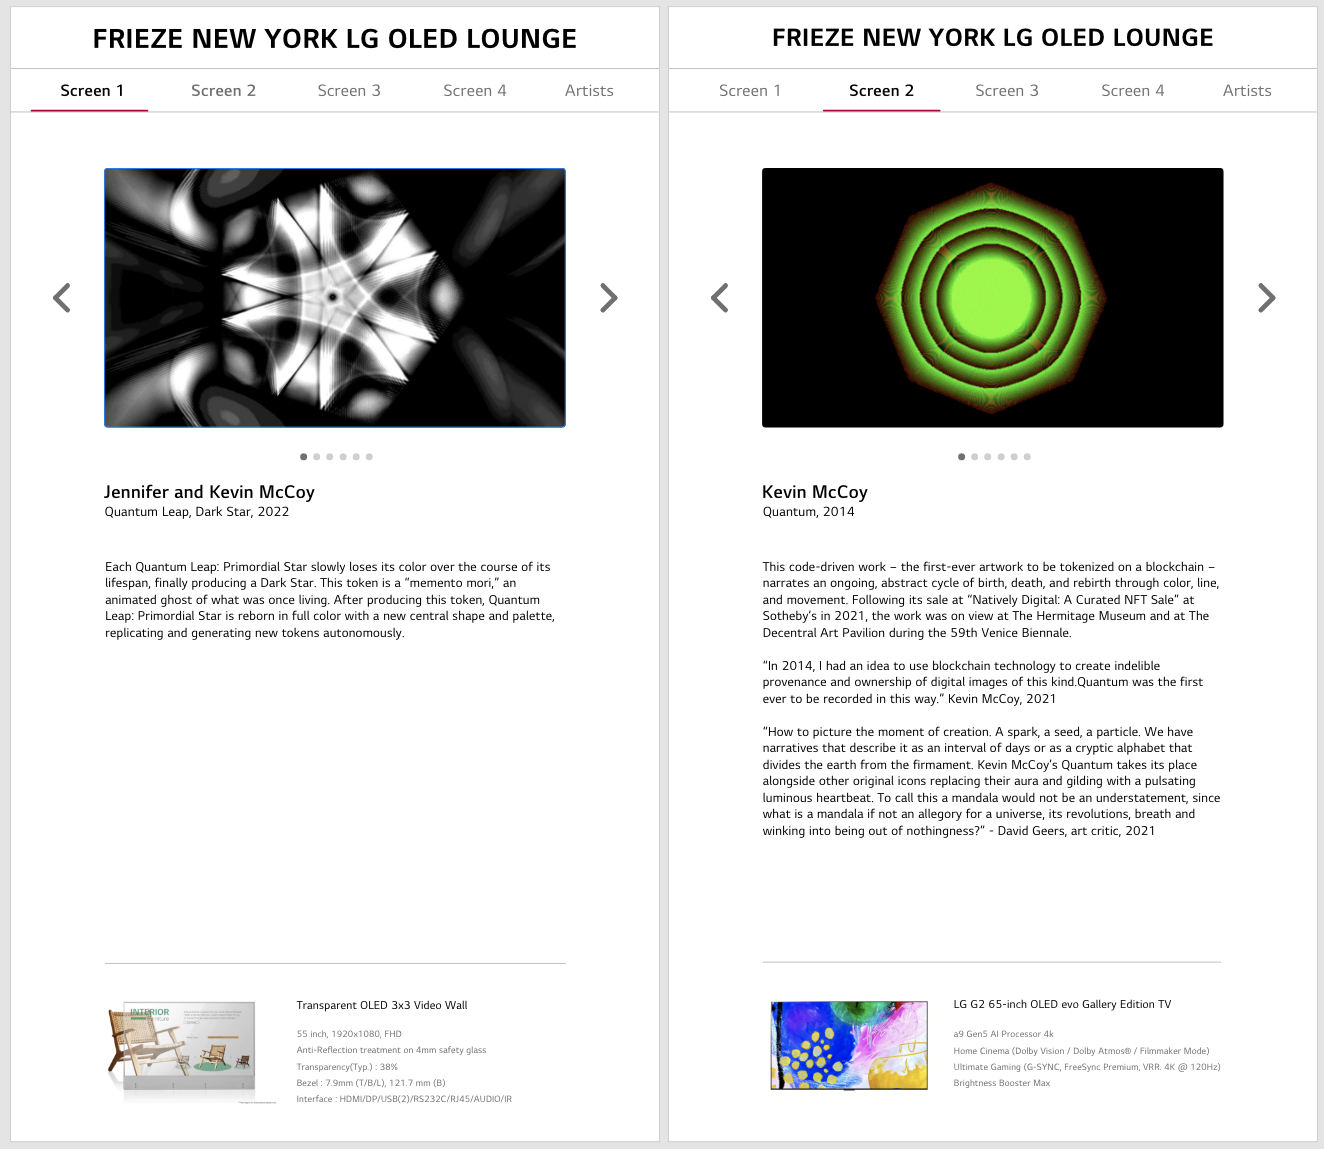 FRIEZE NEW YORK LG OLED LOUNGE
Screen 1
Screen 2
Screen 3
Screen 4
Artists
Jennifer and Kevin McCoy
Quantum Leap, Dark Star, 2022
Each Quantum Leap: Primordial Star slowly loses its color over the course of its
lifespan, finally producing a Dark Star. This token is a “memento mori,” an
animated ghost of what was once living. After producing this token, Quantum
Leap: Primordial Star is reborn in full color with a new central shape and palette,
replicating and generating new tokens autonomously.
INTERIOR
Transparent OLED 3x3 Video Wall
55 inch, 1920x1080, FHD
Anti-Reflection treatment on 4mm safety glass
Transparency(Typ.) : 38%
Bezel : 7.9mm (T/B/L), 121.7 mm (B)
Interface : HDMI/DP/USB(2)/RS232C/RJ45/AUDIO/IR
FRIEZE NEW YORK LG OLED LOUNGE
Screen 1
Screen 2
Screen 3
Screen 4
Artists
Kevin McCoy
Quantum, 2014
This code-driven work – the first-ever artwork to be tokenized on a blockchain –
narrates an ongoing, abstract cycle of birth, death, and rebirth through color, line,
and movement. Following its sale at “Natively Digital: A Curated NFT Sale” at
Sotheby’s in 2021, the work was on view at The Hermitage Museum and at The
Decentral Art Pavilion during the 59th Venice Biennale.
“In 2014, I had an idea to use blockchain technology to create indelible
provenance and ownership of digital images of this kind.Quantum was the first
ever to be recorded in this way.” Kevin McCoy, 2021
“How to picture the moment of creation. A spark, a seed, a particle. We have
narratives that describe it as an interval of days or as a cryptic alphabet that
divides the earth from the firmament. Kevin McCoy’s Quantum takes its place
alongside other original icons replacing their aura and gilding with a pulsating
luminous heartbeat. To call this a mandala would not be an understatement, since
what is a mandala if not an allegory for a universe, its revolutions, breath and
winking into being out of nothingness?” - David Geers, art critic, 2021
LG G2 65-inch OLED evo Gallery Edition TV
a9 Gen5 AI Processor 4k
Home Cinema (Dolby Vision / Dolby Atmos® / Filmmaker Mode)
Ultimate Gaming (G-SYNC, FreeSync Premium, VRR. 4K @ 120Hz)
Brightness Booster Max